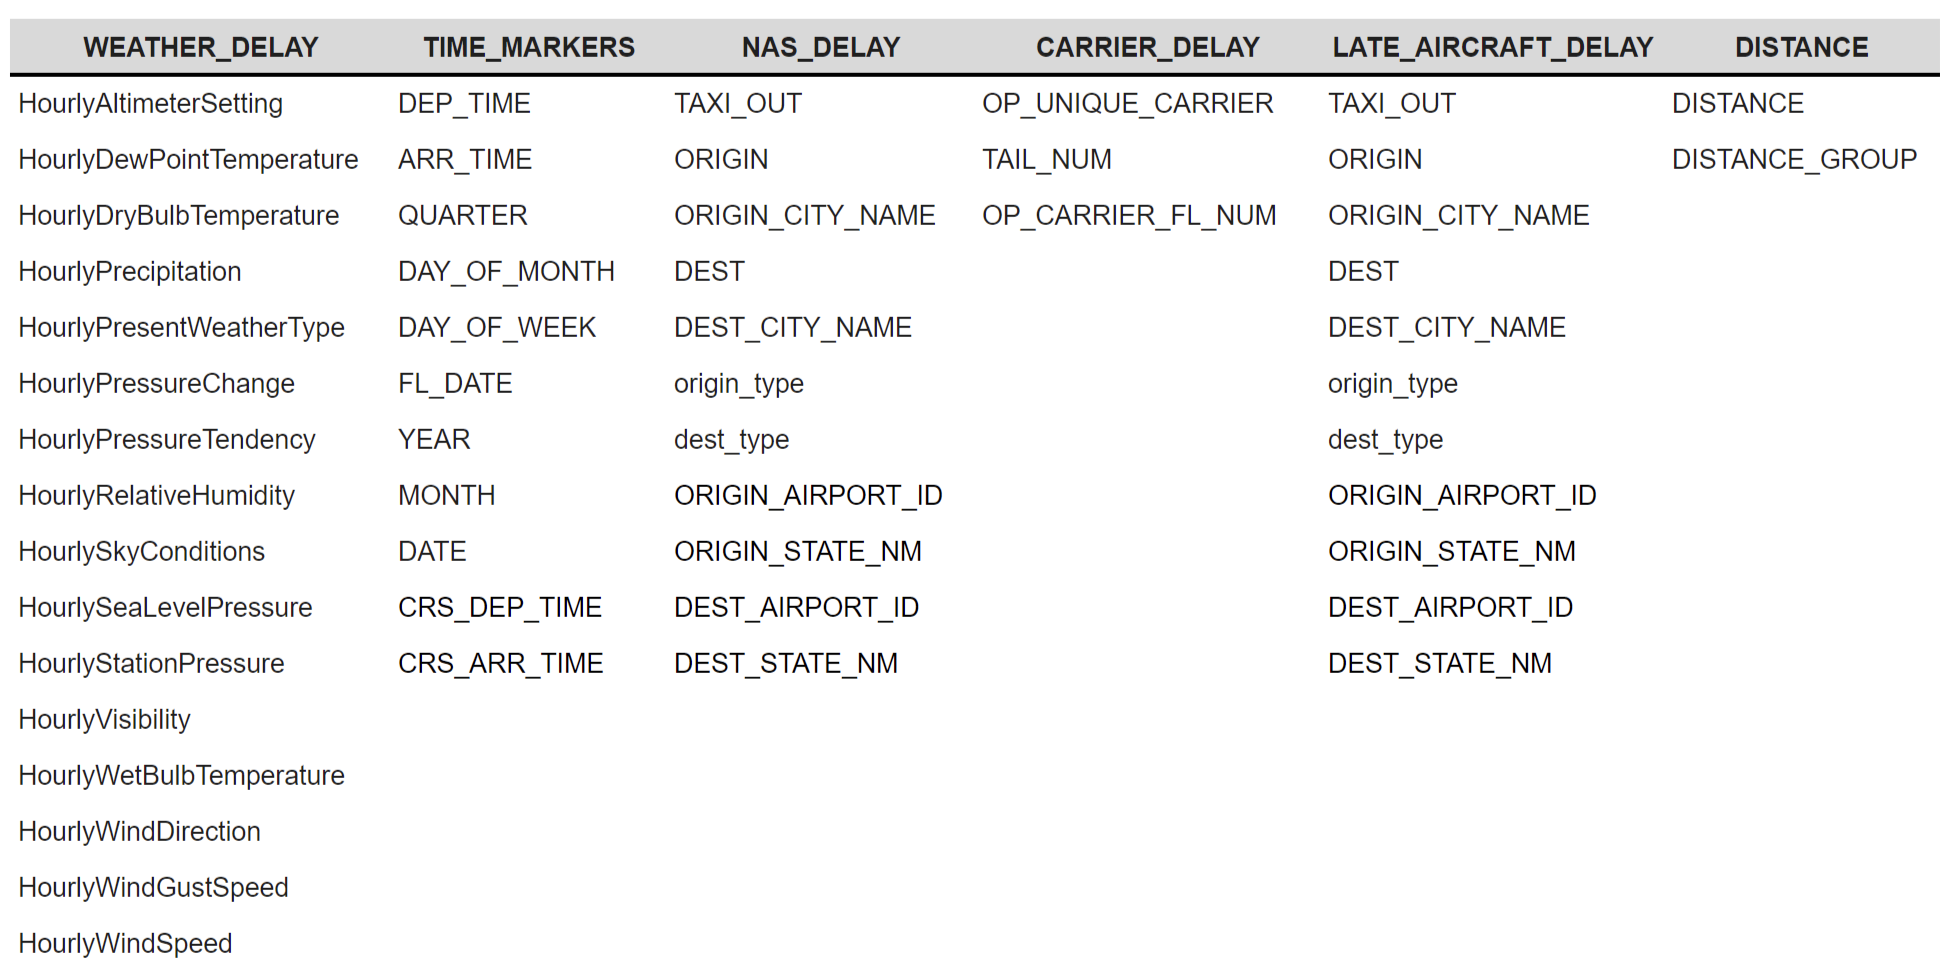 WEATHER_DELAY TIME_MARKERS NAS_DELAY CARRIER_DELAY LATE_AIRCRAFT_DELAY DISTANCE
HourlyAltimeterSetting DEP_TIME TAXI_OUT OP_UNIQUE_CARRIER TAXI_OUT DISTANCE
HourlyDewPointTemperature ARR_TIME ORIGIN TAIL_NUM ORIGIN DISTANCE_GROUP
HourlyDryBulbTemperature QUARTER ORIGIN_CITY_NAME OP_CARRIER_FL_NUM ORIGIN_CITY_NAME
HourlyPrecipitation DAY_OF_MONTH DEST DEST
HourlyPresentWeatherType DAY_OF_WEEK DEST_CITY_NAME DEST_CITY_NAME
HourlyPressureChange FL_DATE origin_type origin_type
HourlyPressureTendency YEAR dest_type dest_type
HourlyRelativeHumidity MONTH ORIGIN_AIRPORT_ID ORIGIN_AIRPORT_ID
HourlySkyConditions DATE ORIGIN_STATE_NM ORIGIN_STATE_NM
HourlySeaLevelPressure CRS_DEP_TIME DEST_AIRPORT_ID DEST_AIRPORT_ID
HourlyStationPressure CRS_ARR_TIME DEST_STATE_NM DEST_STATE_NM
HourlyVisibility
HourlyWetBulbTemperature
HourlyWindDirection
HourlyWindGustSpeed
HourlyWindSpeed